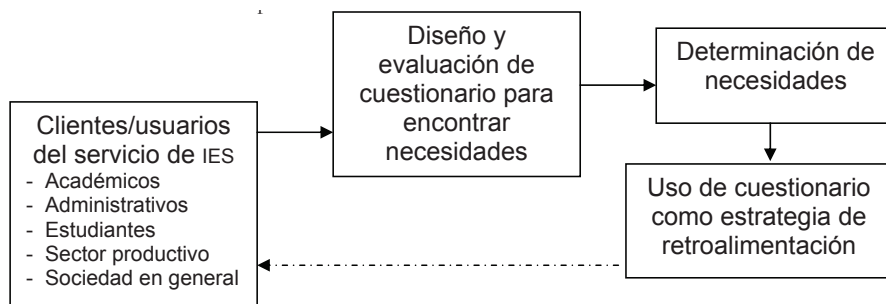 Diseño y
evaluación de
cuestionario para
encontrar
necesidades
Determinación de
necesidades
Clientes/usuarios
del servicio de IES
- Académicos
- Administrativos
- Estudiantes
- Sector productivo
- Sociedad en general
Uso de cuestionario
como estrategia de
retroalimentación